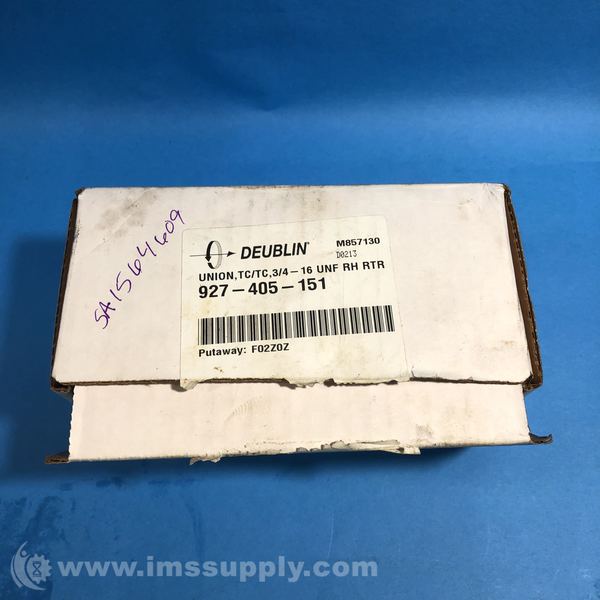 SA1564609
DEUBLIN®
M857130
D0213
UNION,TC/TC,3/4-16 UNF RH RTR
927-405-151
Putaway: F02Z0Z
© www.imssupply.com